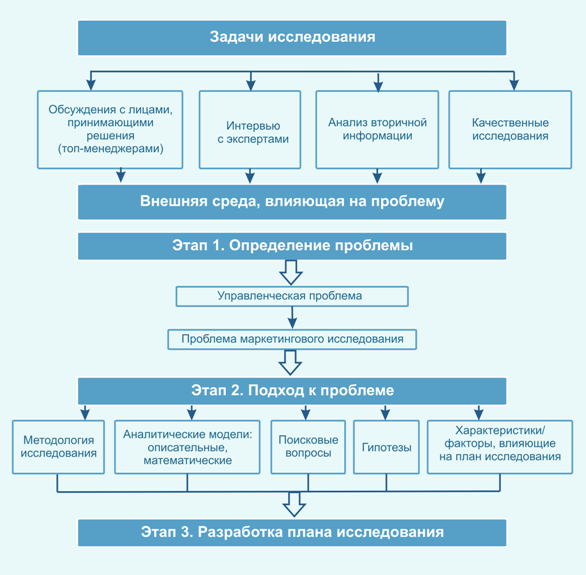 Задачи исследования
Обсуждения с лицами,
принимающими
решения
(топ-менеджерами)
Интервью
с экспертами
Анализ вторичной
информации
Качественные
исследования
Внешняя среда, влияющая на проблему
Этап 1. Определение проблемы
Управленческая проблема
Проблема маркетингового исследования
Этап 2. Подход к проблеме
Методология
исследования
Аналитические модели:
описательные,
математические
Поисковые
вопросы
Гипотезы
Характеристики/
факторы, влияющие
на план исследования
Этап 3. Разработка плана исследования